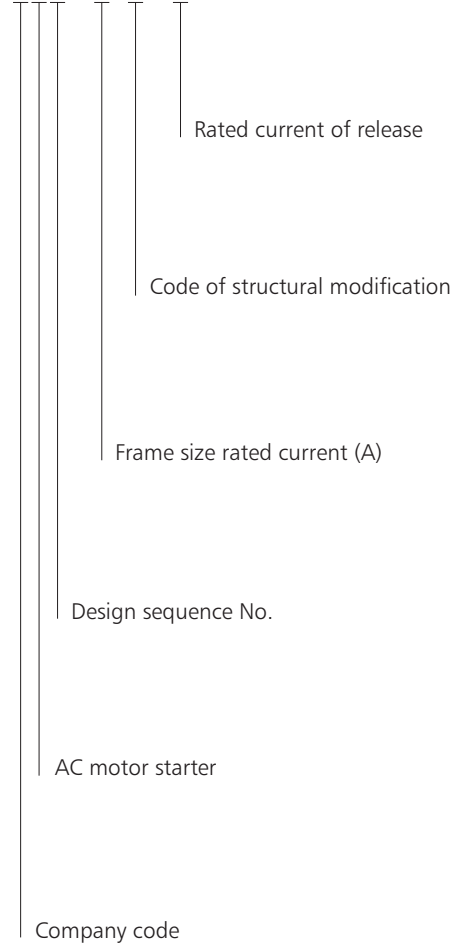 Rated current of release
Code of structural modification
Frame size rated current (A)
Design sequence No.
AC motor starter
Company code